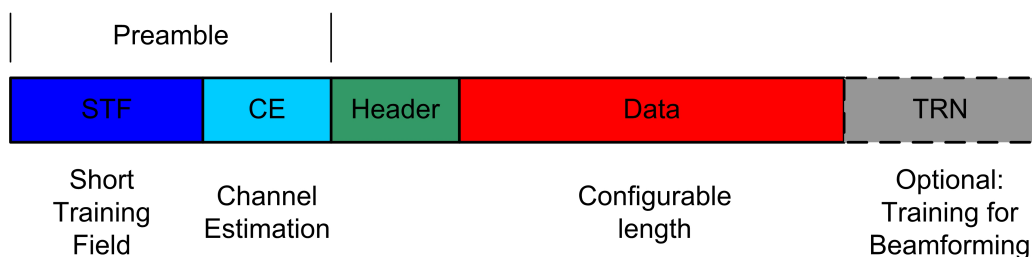 Preamble
STF
CE
Header
Data
TRN
Short
Training
Field
Channel
Estimation
Configurable
length
Optional:
Training for
Beamforming